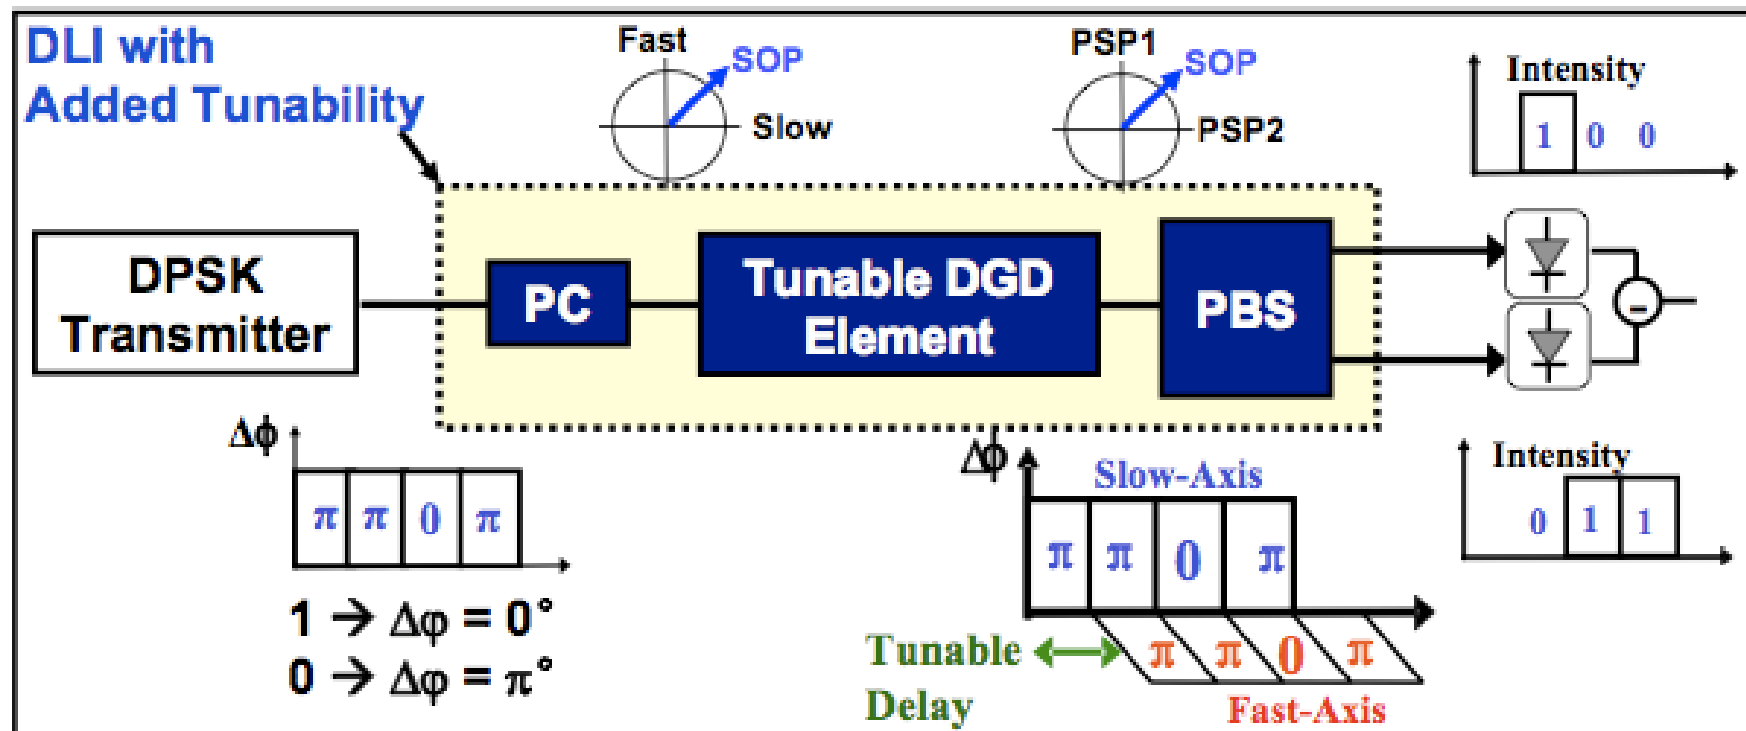 DLI with
Added Tunability
Fast
SOP
Slow
PSP1
SOP
PSP2
Intensity
1 0 0
DPSK
Transmitter
PC
Tunable DGD
Element
PBS
-
Δϕ
π π 0 π
1 → Δφ = 0°
0 → Δφ = π°
Δϕ
Slow-Axis
π π 0 π
Tunable
Delay
π π 0 π
Fast-Axis
Intensity
0 1 1